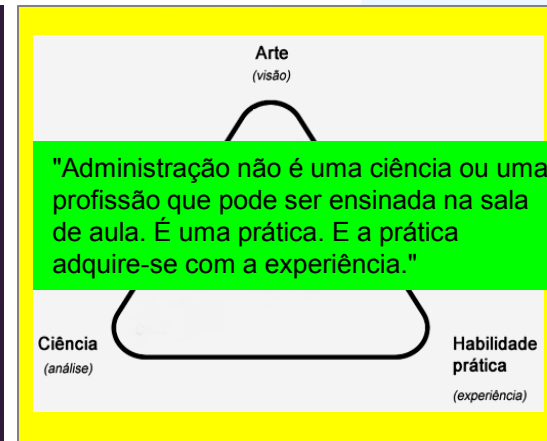 Arte
(visão)
"Administração não é uma ciência ou uma
profissão que pode ser ensinada na sala
de aula. É uma prática. E a prática
adquire-se com a experiência."
Ciência
(análise)
Habilidade
prática
(experiência)